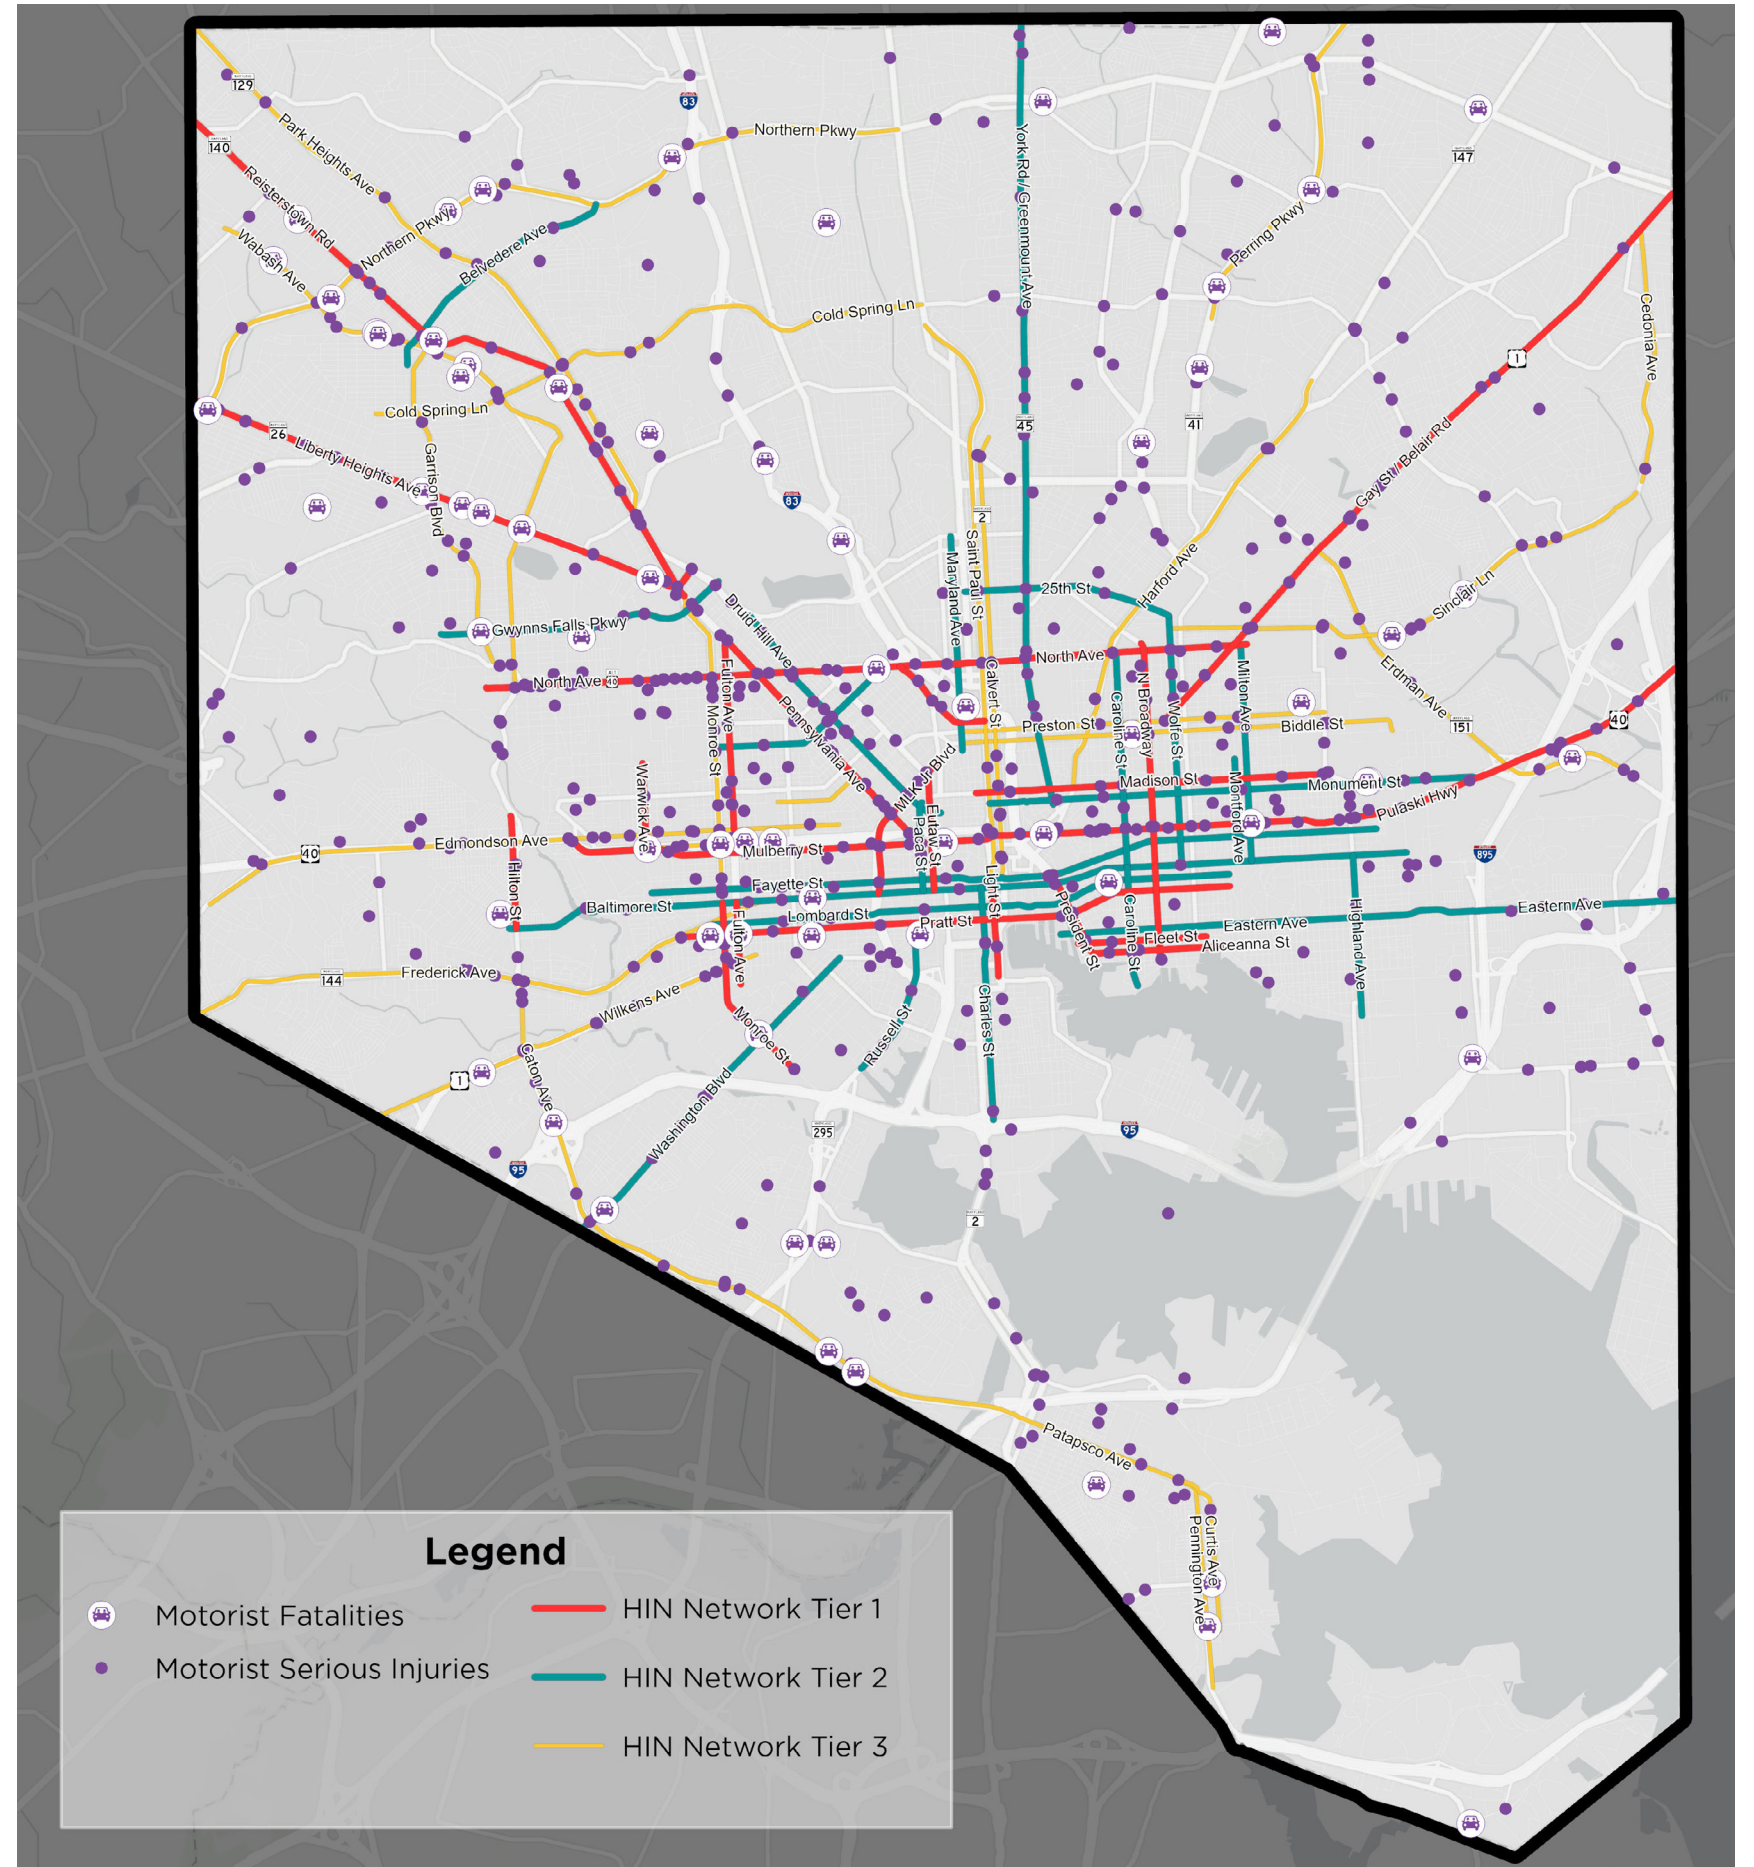 129
83
Northern Pkwy
140
Park Heights Ave
147
York Rd / Greenmount Ave
Reisterstown Rd
Northern Pkwy
Perring Pkwy
Wabash Ave
Belvedere Ave
Cold Spring Ln
Cedonia Ave
1
Cold Spring Ln
26
45
41
Liberty Heights Ave
Garrison Blvd
Gay St / Belair Rd
83
2
Saint Paul St
Maryland Ave
Harford Ave
25th St
Sinclair Ln
Druid Hill Ave
Gwynns Falls Pkwy
North Ave
North Ave
40
Fulton Ave
Calvert St
Erdman Ave
N Broadway
Milton Ave
Caroline St
Wolfe St
Pennsylvania Ave
Monroe St
Preston St
Biddle St
151
40
MLK Jr Blvd
Warwick Ave
Madison St
Monument St
Montford Ave
Pulaski Hwy
Eutaw St
Paca St
Edmondson Ave
40
Mulberry St
895
Hilton St
Fayette St
Light St
Baltimore St
Lombard St
Pratt St
Fulton Ave
President St
Caroline St
Highland Ave
Eastern Ave
Eastern Ave
Fleet St
Aliceanna St
144
Frederick Ave
Wilkens Ave
Charles St
Monroe St
Russell St
Caton Ave
1
Washington Blvd
295
95
95
2
Patapsco Ave
Curtis Ave
Pennington Ave
Legend
Motorist Fatalities
Motorist Serious Injuries
HIN Network Tier 1
HIN Network Tier 2
HIN Network Tier 3